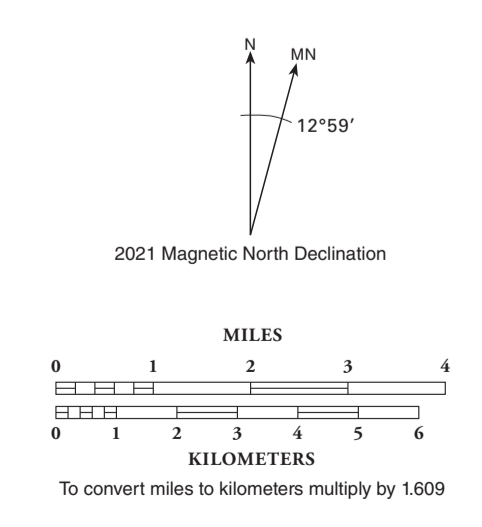 N
MN
12°59′
2021 Magnetic North Declination
MILES
0 1 2 3 4
0 1 2 3 4 5 6
KILOMETERS
To convert miles to kilometers multiply by 1.609